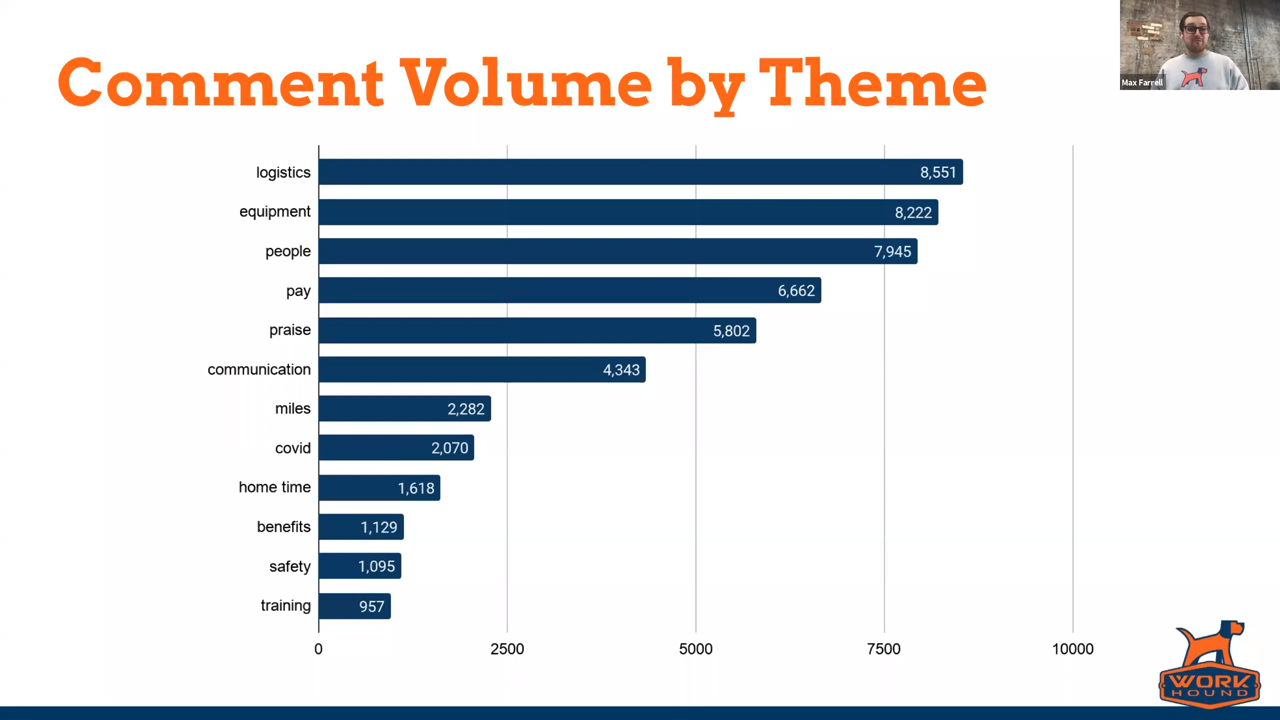 Comment Volume by Theme
Max Farrell
logistics 8,551
equipment 8,222
people 7,945
pay 6,662
praise 5,802
communication 4,343
miles 2,282
covid 2,070
home time 1,618
benefits 1,129
safety 1,095
training 957
0 2500 5000 7500 10000
WORK
HOUND